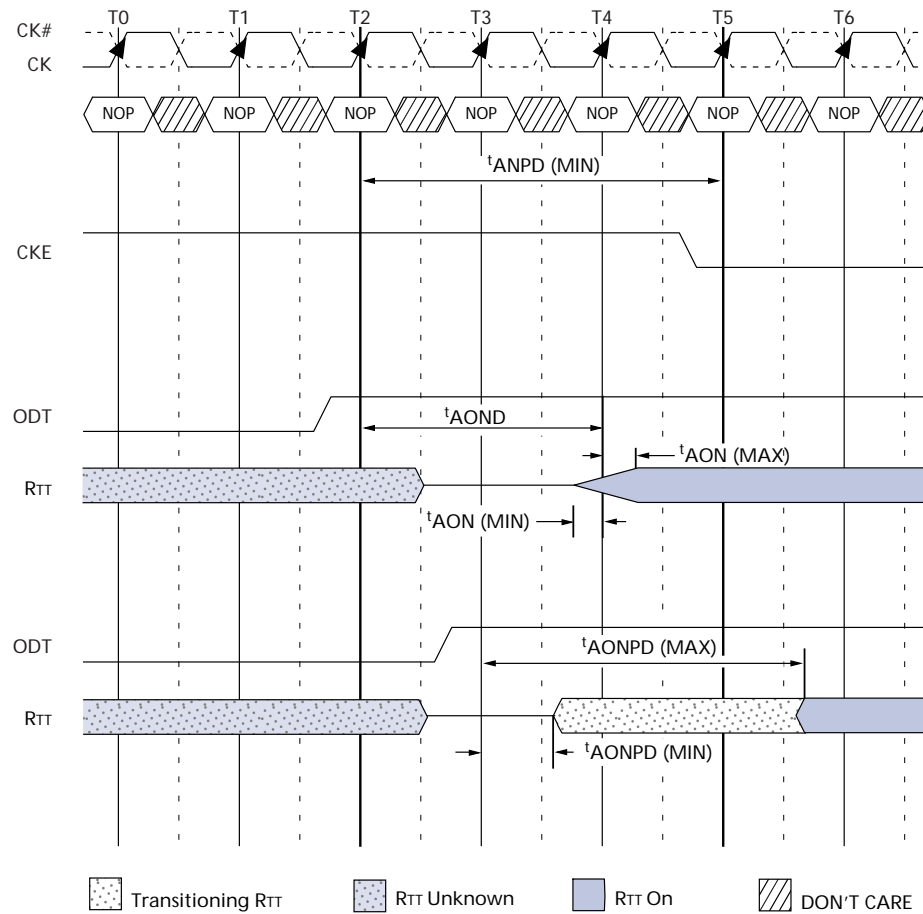 T0 T1 T2 T3 T4 T5 T6
CK#
CK
NOP NOP NOP NOP NOP NOP NOP
tANPD (MIN)
CKE
ODT
tAOND
tAON (MAX)
RTT
tAON (MIN)
ODT
tAONPD (MAX)
RTT
tAONPD (MIN)
Transitioning RTT RTT Unknown RTT On DON'T CARE